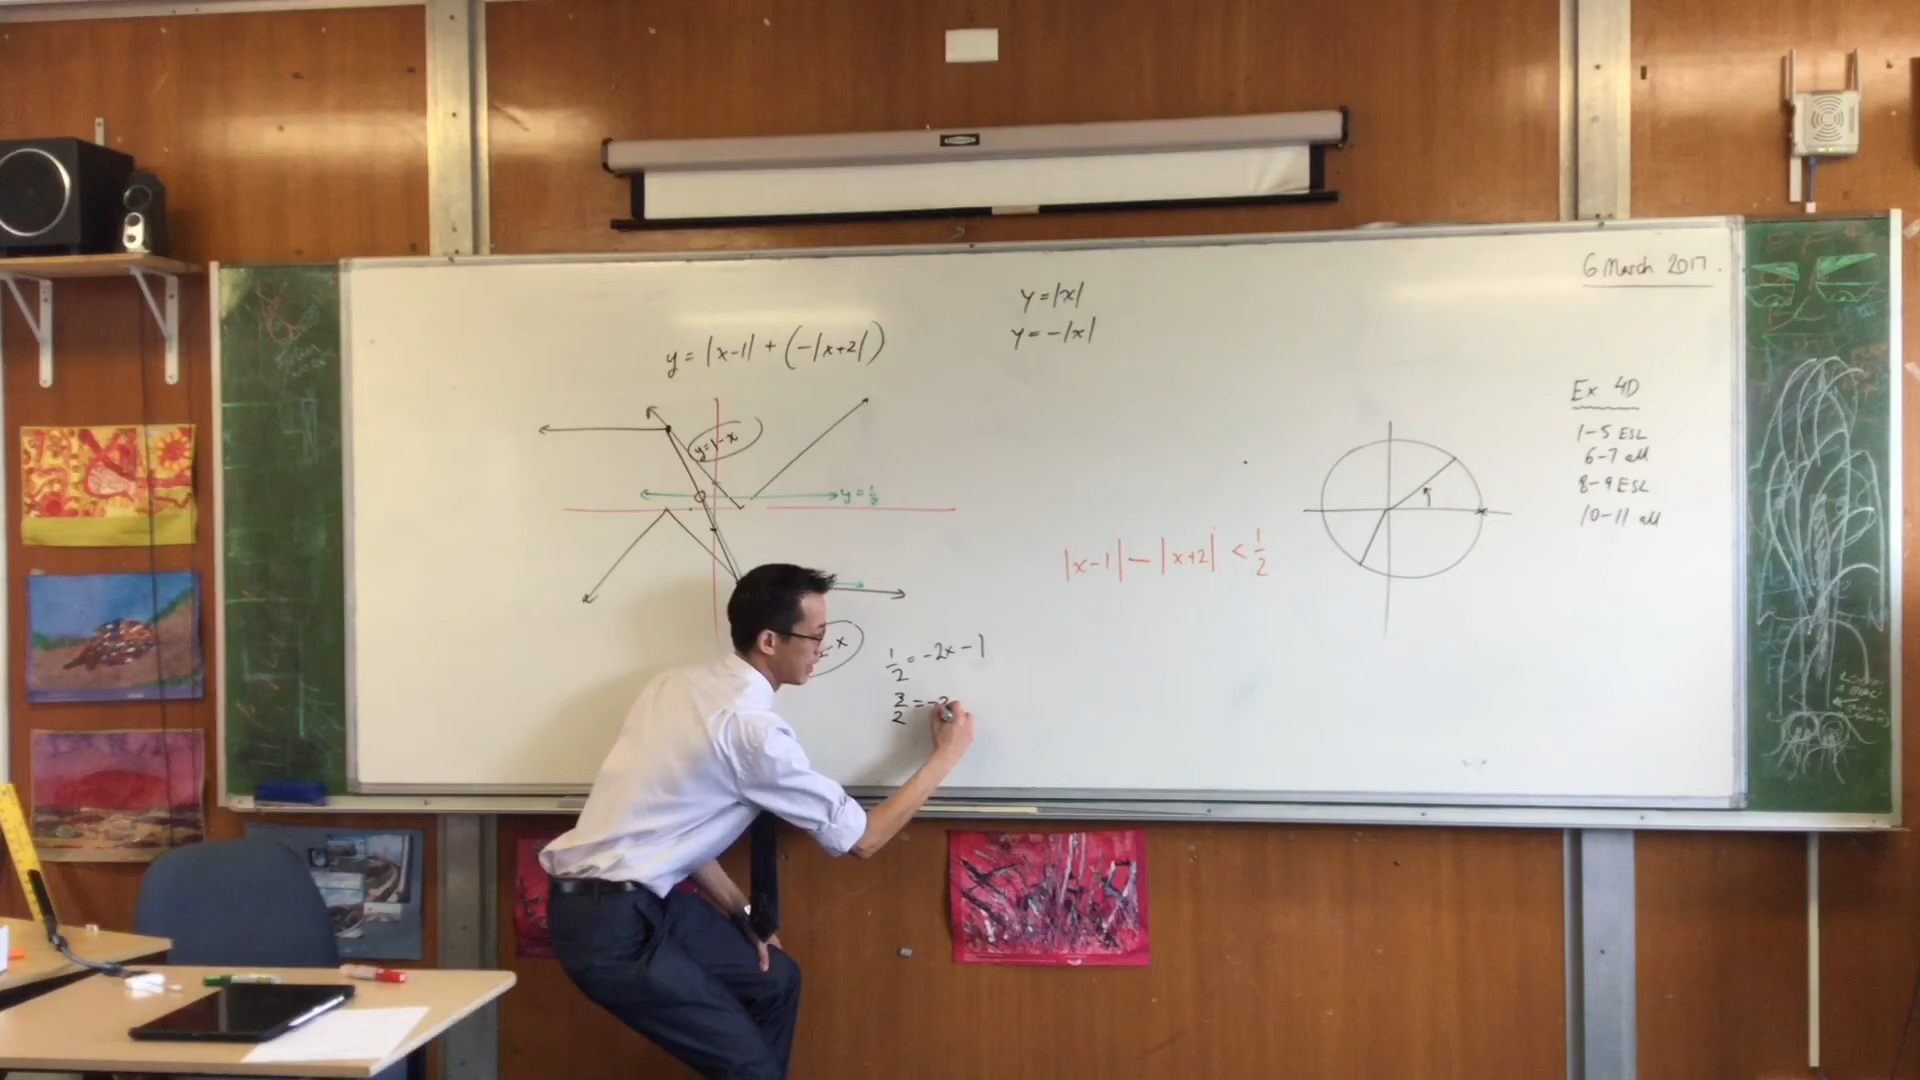 6 March 2017.
y = |x|
y = -|x|
y = |x-1| + (-|x+2|)
Ex 4D
1-5 ESL
6-7 all
8-9 ESL
10-11 all
y=1-x
y=½
|x-1| - |x+2| < ½
-x
½ = -2x - 1
3/2 = -2